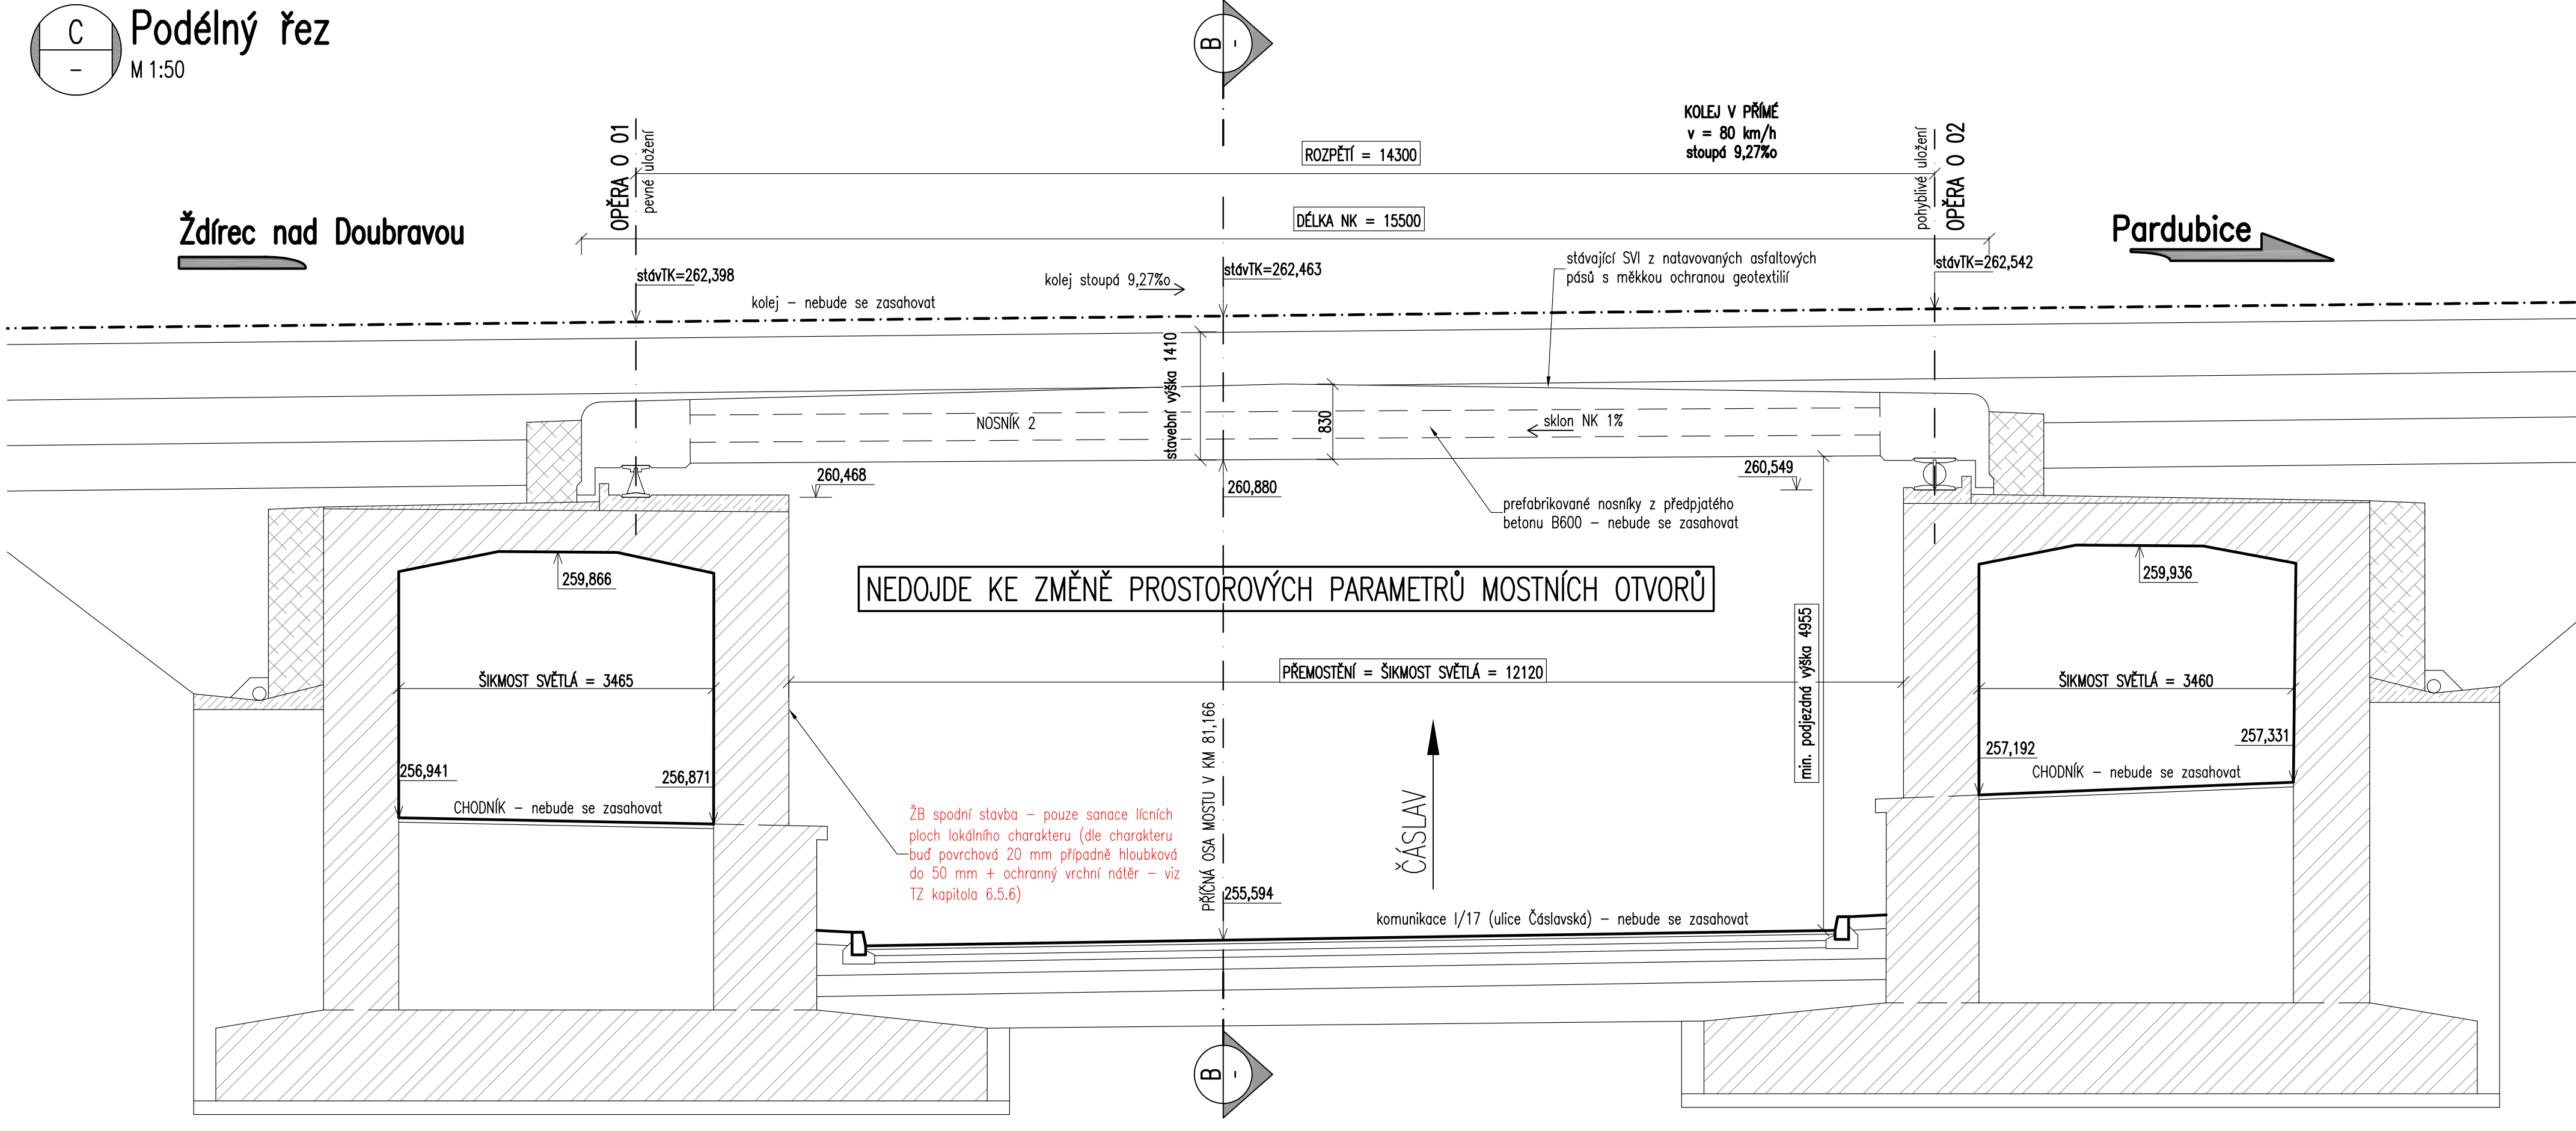 C
-
Podélný řez
M 1:50
B
-
KOLEJ V PŘÍMÉ
v = 80 km/h
stoupá 9,27%o
ROZPĚTÍ = 14300
OPĚRA O 01
pevné uložení
pohyblivé uložení
OPĚRA O 02
Ždírec nad Doubravou
DÉLKA NK = 15500
Pardubice
stávTK=262,398
kolej - nebude se zasahovat
kolej stoupá 9,27%o
stávTK=262,463
stávající SVI z natavovaných asfaltových
pásů s měkkou ochranou geotextilií
stávTK=262,542
stavební výška 1410
830
NOSNÍK 2
sklon NK 1%
260,468
260,880
260,549
prefabrikované nosníky z předpjatého
betonu B600 - nebude se zasahovat
259,866
NEDOJDE KE ZMĚNĚ PROSTOROVÝCH PARAMETRŮ MOSTNÍCH OTVORŮ
259,936
ŠIKMOST SVĚTLÁ = 3465
PŘEMOSTĚNÍ = ŠIKMOST SVĚTLÁ = 12120
min. podjezdná výška 4955
ŠIKMOST SVĚTLÁ = 3460
256,941
256,871
CHODNÍK - nebude se zasahovat
257,192
257,331
CHODNÍK - nebude se zasahovat
ŽB spodní stavba - pouze sanace lícních
ploch lokálního charakteru (dle charakteru
buď povrchová 20 mm případně hloubková
do 50 mm + ochranný vrchní nátěr - viz
TZ kapitola 6.5.6)
PŘÍČNÁ OSA MOSTU V KM 81,166
255,594
ČÁSLAV
komunikace I/17 (ulice Čáslavská) - nebude se zasahovat
B
-